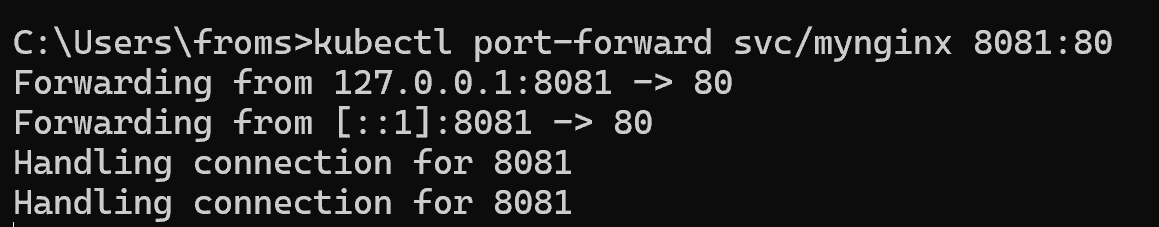 C:\Users\froms>kubectl port-forward svc/mynginx 8081:80
Forwarding from 127.0.0.1:8081 -> 80
Forwarding from [::1]:8081 -> 80
Handling connection for 8081
Handling connection for 8081